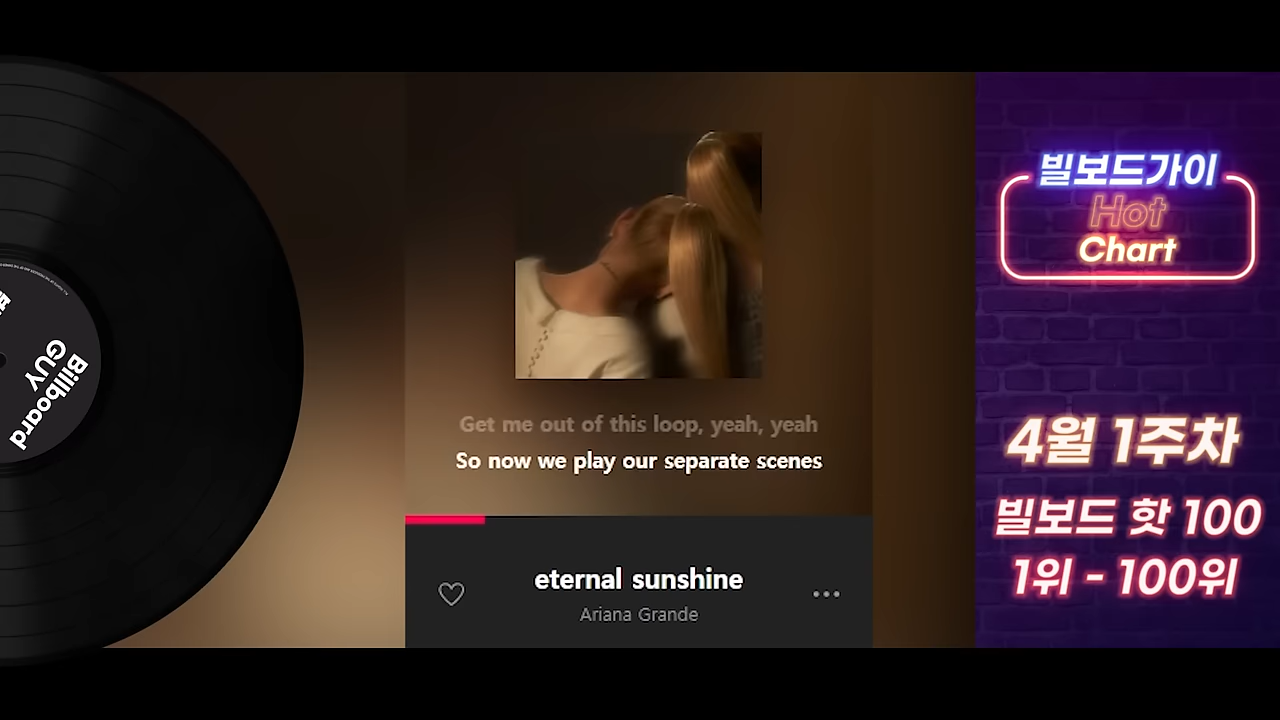 Billboard
GUY
Get me out of this loop, yeah, yeah
So now we play our separate scenes
eternal sunshine
Ariana Grande
빌보드가이
Hot
Chart
4월 1주차
빌보드 핫 100
1위 - 100위